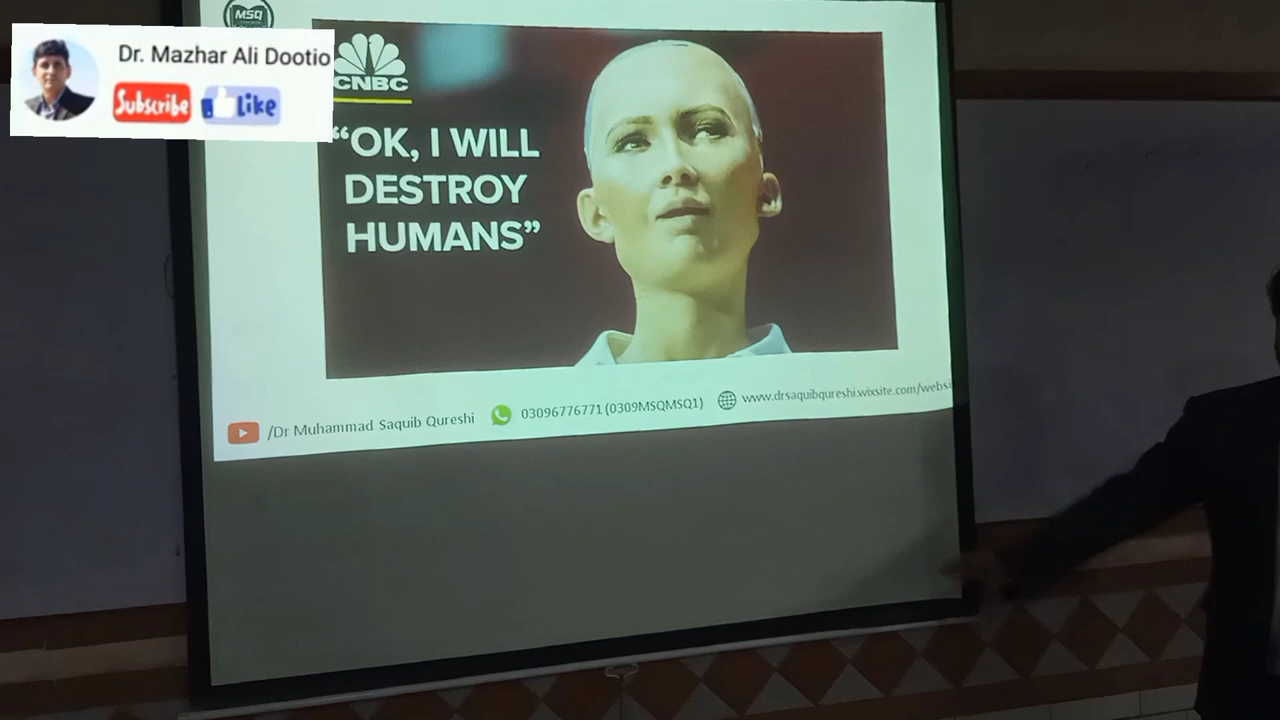 MSQ
Dr. Mazhar Ali Dootio
Subscribe
Like
CNBC
“OK, I WILL
DESTROY
HUMANS”
/Dr Muhammad Saquib Qureshi
03096776771 (0309MSQMSQ1)
www.drsaquibqureshi.wixsite.com/websi